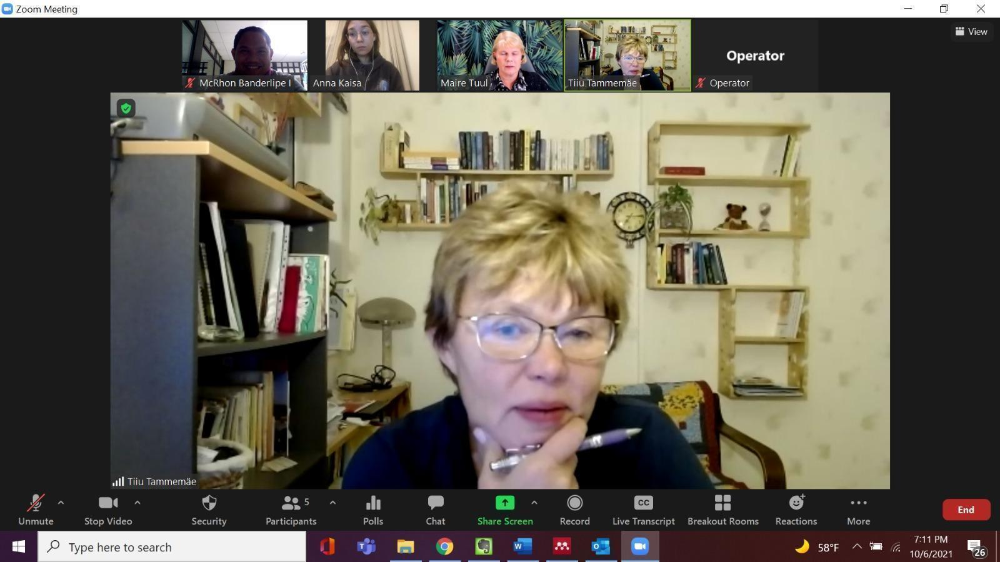 Zoom Meeting
View
McRhon Banderlipe I
Anna Kaisa
Maire Tuul
Tiiu Tammemäe
Operator
Operator
Tiiu Tammemäe
Unmute
Stop Video
Security
5
Participants
Polls
Chat
Share Screen
Record
CC
Live Transcript
Breakout Rooms
Reactions
More
End
Type here to search
58°F
7:11 PM
10/6/2021
26